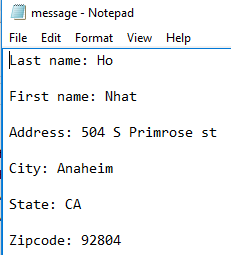 message - Notepad
File Edit Format View Help
Last name: Ho
First name: Nhat
Address: 504 S Primrose st
City: Anaheim
State: CA
Zipcode: 92804